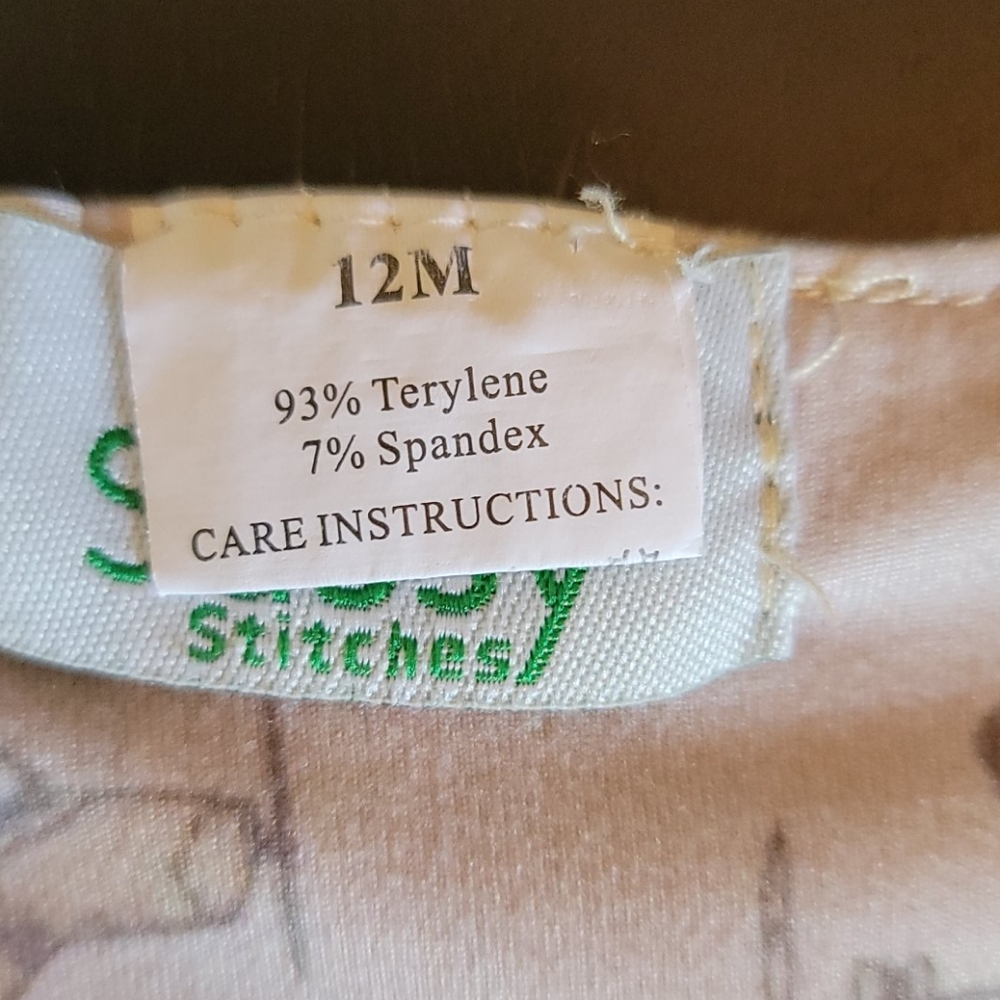 12M
93% Terylene
7% Spandex
CARE INSTRUCTIONS:
Stitches